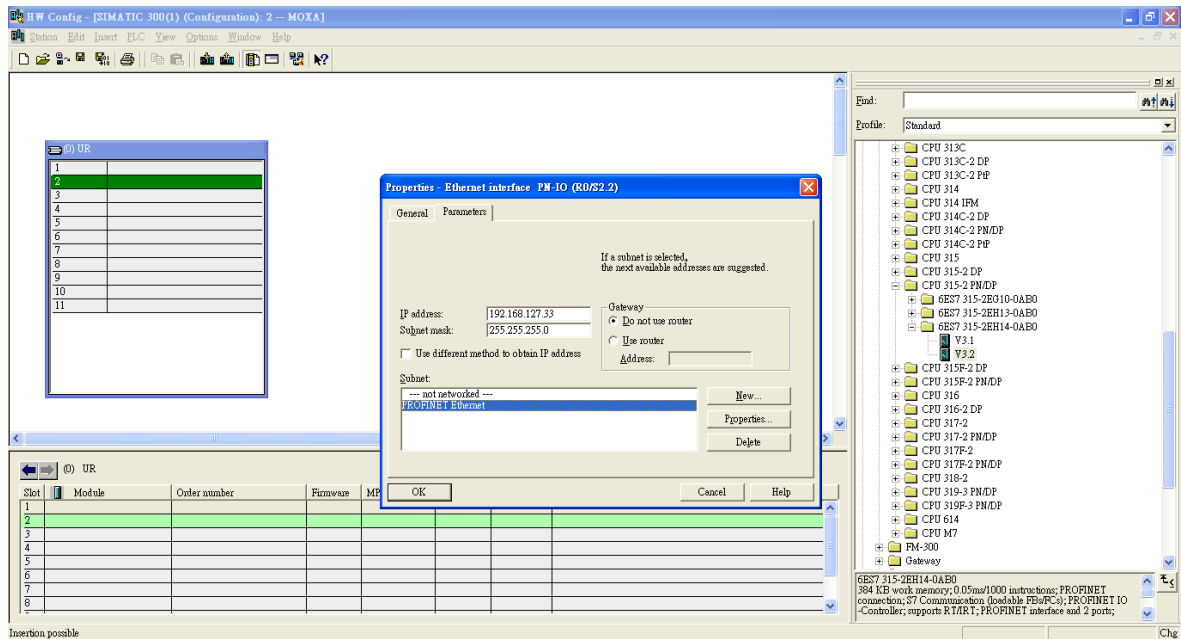 HW Config - [SIMATIC 300(1) (Configuration): 2 -- MOXA]
Station Edit Insert PLC View Options Window Help
(0) UR
1
2
3
4
5
6
7
8
9
10
11
Properties - Ethernet interface PN-IO (R0/S2.2)
General Parameters
If a subnet is selected,
the next available addresses are suggested.
IP address: 192.168.127.33
Subnet mask: 255.255.255.0
Use different method to obtain IP address
Gateway
Do not use router
Use router
Address:
Subnet:
--- not networked ---
PROFINET Ethernet
New...
Properties...
Delete
OK Cancel Help
Find:
Profile: Standard
CPU 313C
CPU 313C-2 DP
CPU 313C-2 PtP
CPU 314
CPU 314 IFM
CPU 314C-2 DP
CPU 314C-2 PN/DP
CPU 314C-2 PtP
CPU 315
CPU 315-2 DP
CPU 315-2 PN/DP
6ES7 315-2EG10-0AB0
6ES7 315-2EH13-0AB0
6ES7 315-2EH14-0AB0
V3.1
V3.2
CPU 315F-2 DP
CPU 315F-2 PN/DP
CPU 316
CPU 316-2 DP
CPU 317-2
CPU 317-2 PN/DP
CPU 317F-2
CPU 317F-2 PN/DP
CPU 318-2
CPU 319-3 PN/DP
CPU 319F-3 PN/DP
CPU 614
CPU M7
FM-300
Gateway
(0) UR
Slot Module Order number Firmware MP
1
2
3
4
5
6
7
8
6ES7 315-2EH14-0AB0
384 KB work memory; 0.05ms/1000 instructions; PROFINET
connection; S7 Communication (loadable FBs/FCs); PROFINET IO
-Controller; supports RT/IRT; PROFINET interface and 2 ports;
Insertion possible
Chg